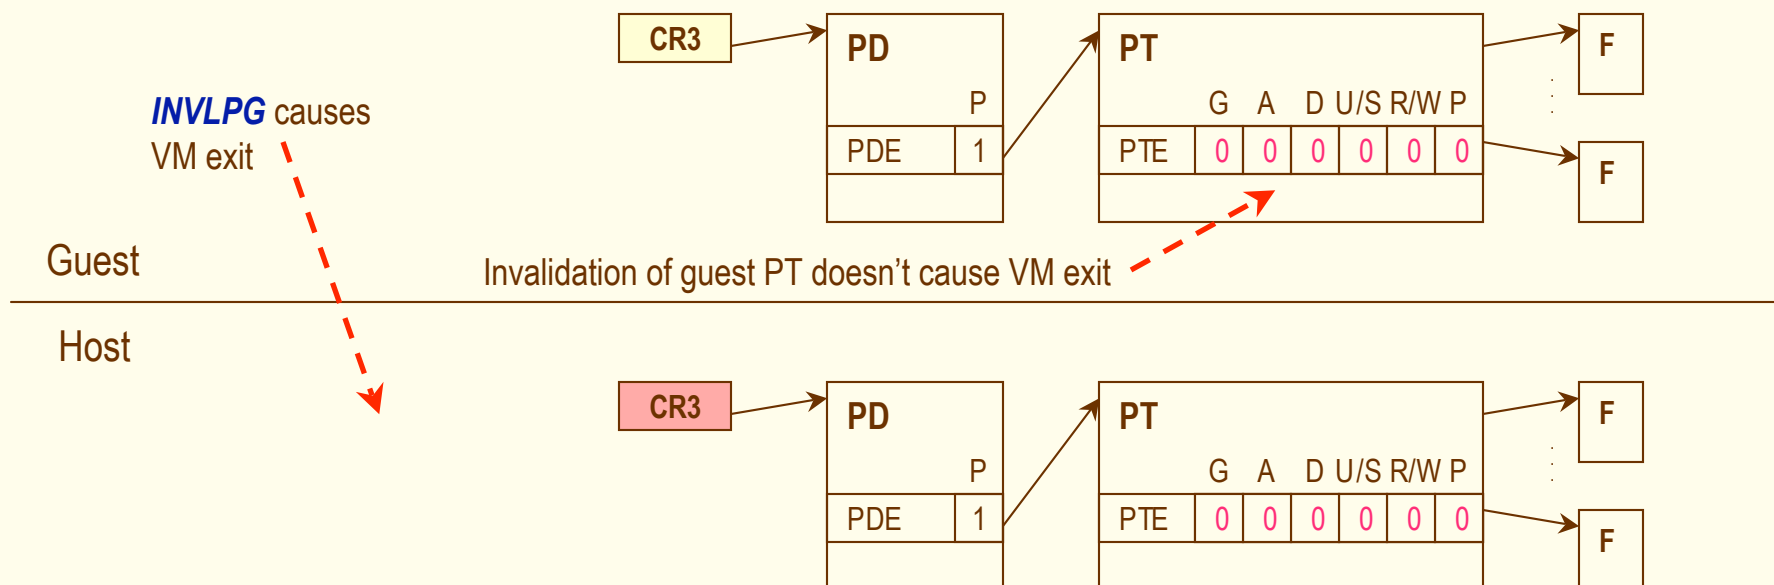 CR3
PD
PT
F
INVLPG causes
VM exit
P
G A D U/S R/W P
PDE 1
PTE 0 0 0 0 0 0
F
Guest
Invalidation of guest PT doesn’t cause VM exit
Host
CR3
PD
PT
F
P
G A D U/S R/W P
PDE 1
PTE 0 0 0 0 0 0
F